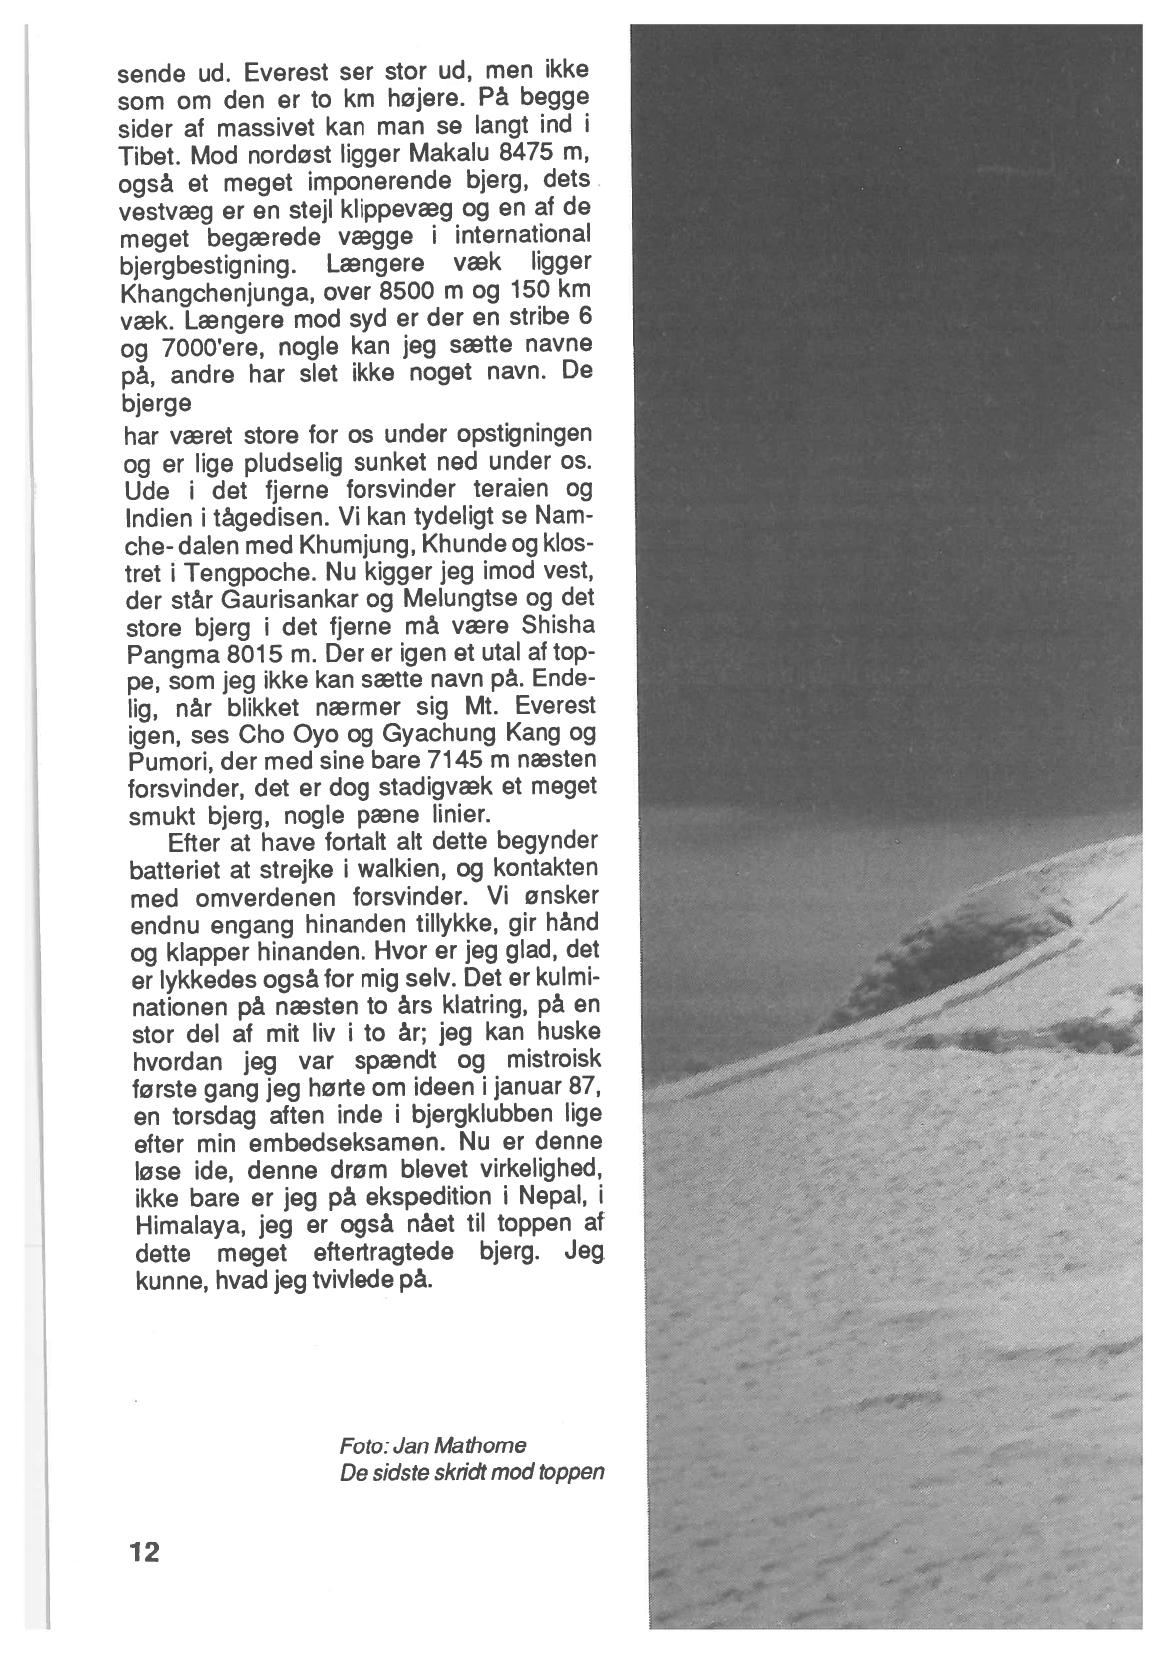 sende ud. Everest ser stor ud, men ikke
som om den er to km højere. På begge
sider af massivet kan man se langt ind i
Tibet. Mod nordøst ligger Makalu 8475 m,
også et meget imponerende bjerg, dets
vestvæg er en stejl klippevæg og en af de
meget begærede vægge i international
bjergbestigning. Længere væk ligger
Khangchenjunga, over 8500 m og 150 km
væk. Længere mod syd er der en stribe 6
og 7000'ere, nogle kan jeg sætte navne
på, andre har slet ikke noget navn. De
bjerge
har været store for os under opstigningen
og er lige pludselig sunket ned under os.
Ude i det fjerne forsvinder teraien og
Indien i tågedisen. Vi kan tydeligt se Nam-
che-dalen med Khumjung, Khunde og klos-
tret i Tengpoche. Nu kigger jeg imod vest,
der står Gaurisankar og Melungtse og det
store bjerg i det fjerne må være Shisha
Pangma 8015 m. Der er igen et utal af top-
pe, som jeg ikke kan sætte navn på. Ende-
lig, når blikket nærmer sig Mt. Everest
igen, ses Cho Oyo og Gyachung Kang og
Pumori, der med sine bare 7145 m næsten
forsvinder, det er dog stadigvæk et meget
smukt bjerg, nogle pæne linier.
Efter at have fortalt alt dette begynder
batteriet at strejke i walkien, og kontakten
med omverdenen forsvinder. Vi ønsker
endnu engang hinanden tillykke, gir hånd
og klapper hinanden. Hvor er jeg glad, det
er lykkedes også for mig selv. Det er kulmi-
nationen på næsten to års klatring, på en
stor del af mit liv i to år; jeg kan huske
hvordan jeg var spændt og mistroisk
første gang jeg hørte om ideen i januar 87,
en torsdag aften inde i bjergklubben lige
efter min embedseksamen. Nu er denne
løse ide, denne drøm blevet virkelighed,
ikke bare er jeg på ekspedition i Nepal, i
Himalaya, jeg er også nået til toppen af
dette meget eftertragtede bjerg. Jeg
kunne, hvad jeg tvivlede på.
Foto: Jan Mathorne
De sidste skridt mod toppen
12